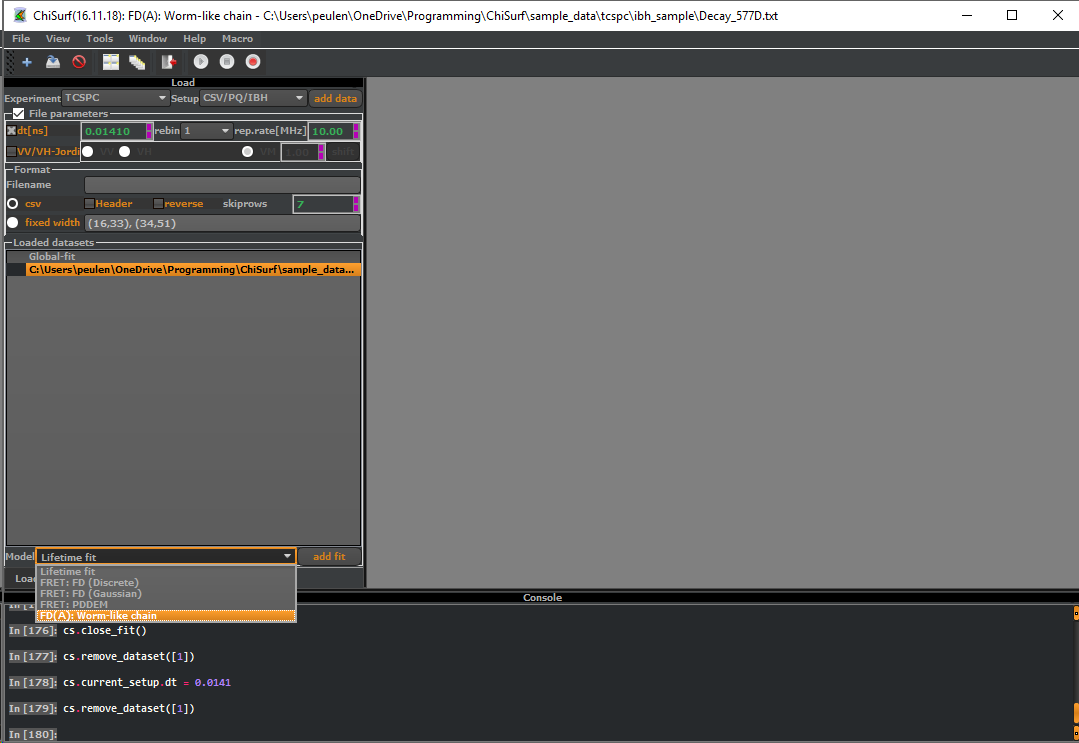 ChiSurf(16.11.18): FD(A): Worm-like chain - C:\Users\peulen\OneDrive\Programming\ChiSurf\sample_data\tcspc\ibh_sample\Decay_577D.txt
File View Tools Window Help Macro
Load
Experiment TCSPC Setup CSV/PQ/IBH add data
File parameters
dt[ns] 0.01410 rebin 1 rep.rate[MHz] 10.00
VV/VH-Jordi VV VH VM 1.00 shift
Format
Filename
csv Header reverse skiprows 7
fixed width (16,33), (34,51)
Loaded datasets
Global-fit
C:\Users\peulen\OneDrive\Programming\ChiSurf\sample_data...
Model Lifetime fit add fit
Lifetime fit
FRET: FD (Discrete)
FRET: FD (Gaussian)
FRET: PDDEM
FD(A): Worm-like chain
Console
In [176]: cs.close_fit()
In [177]: cs.remove_dataset([1])
In [178]: cs.current_setup.dt = 0.0141
In [179]: cs.remove_dataset([1])
In [180]: